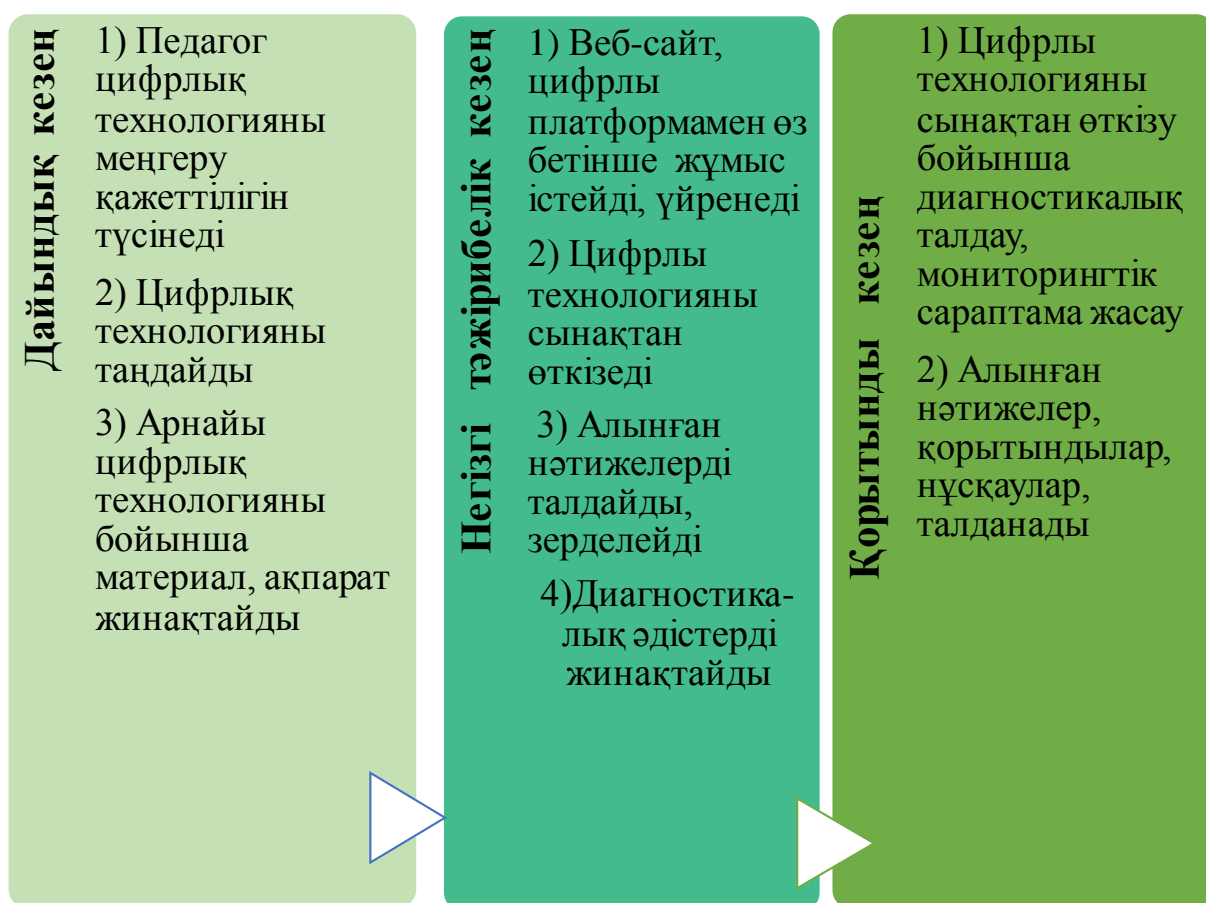 Дайындық кезең
1) Педагог
цифрлық
технологияны
меңгеру
қажеттілігін
түсінеді
2) Цифрлық
технологияны
таңдайды
3) Арнайы
цифрлық
технологияны
бойынша
материал, ақпарат
жинақтайды
Негізгі тәжірибелік кезең
1) Веб-сайт,
цифрлы
платформамен өз
бетінше жұмыс
істейді, үйренеді
2) Цифрлы
технологияны
сынақтан
өткізеді
3) Алынған
нәтижелерді
талдайды,
зерделейді
4)Диагностика-
лық әдістерді
жинақтайды
Қорытынды кезең
1) Цифрлы
технологияны
сынақтан өткізу
бойынша
диагностикалық
талдау,
мониторингтік
сараптама жасау
2) Алынған
нәтижелер,
қорытындылар,
нұсқаулар,
талданады